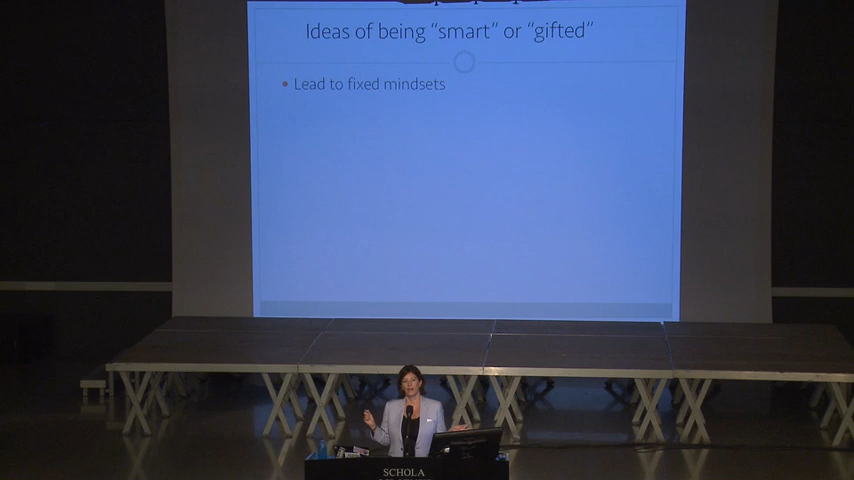 Ideas of being “smart” or “gifted”
• Lead to fixed mindsets
SCHOLA